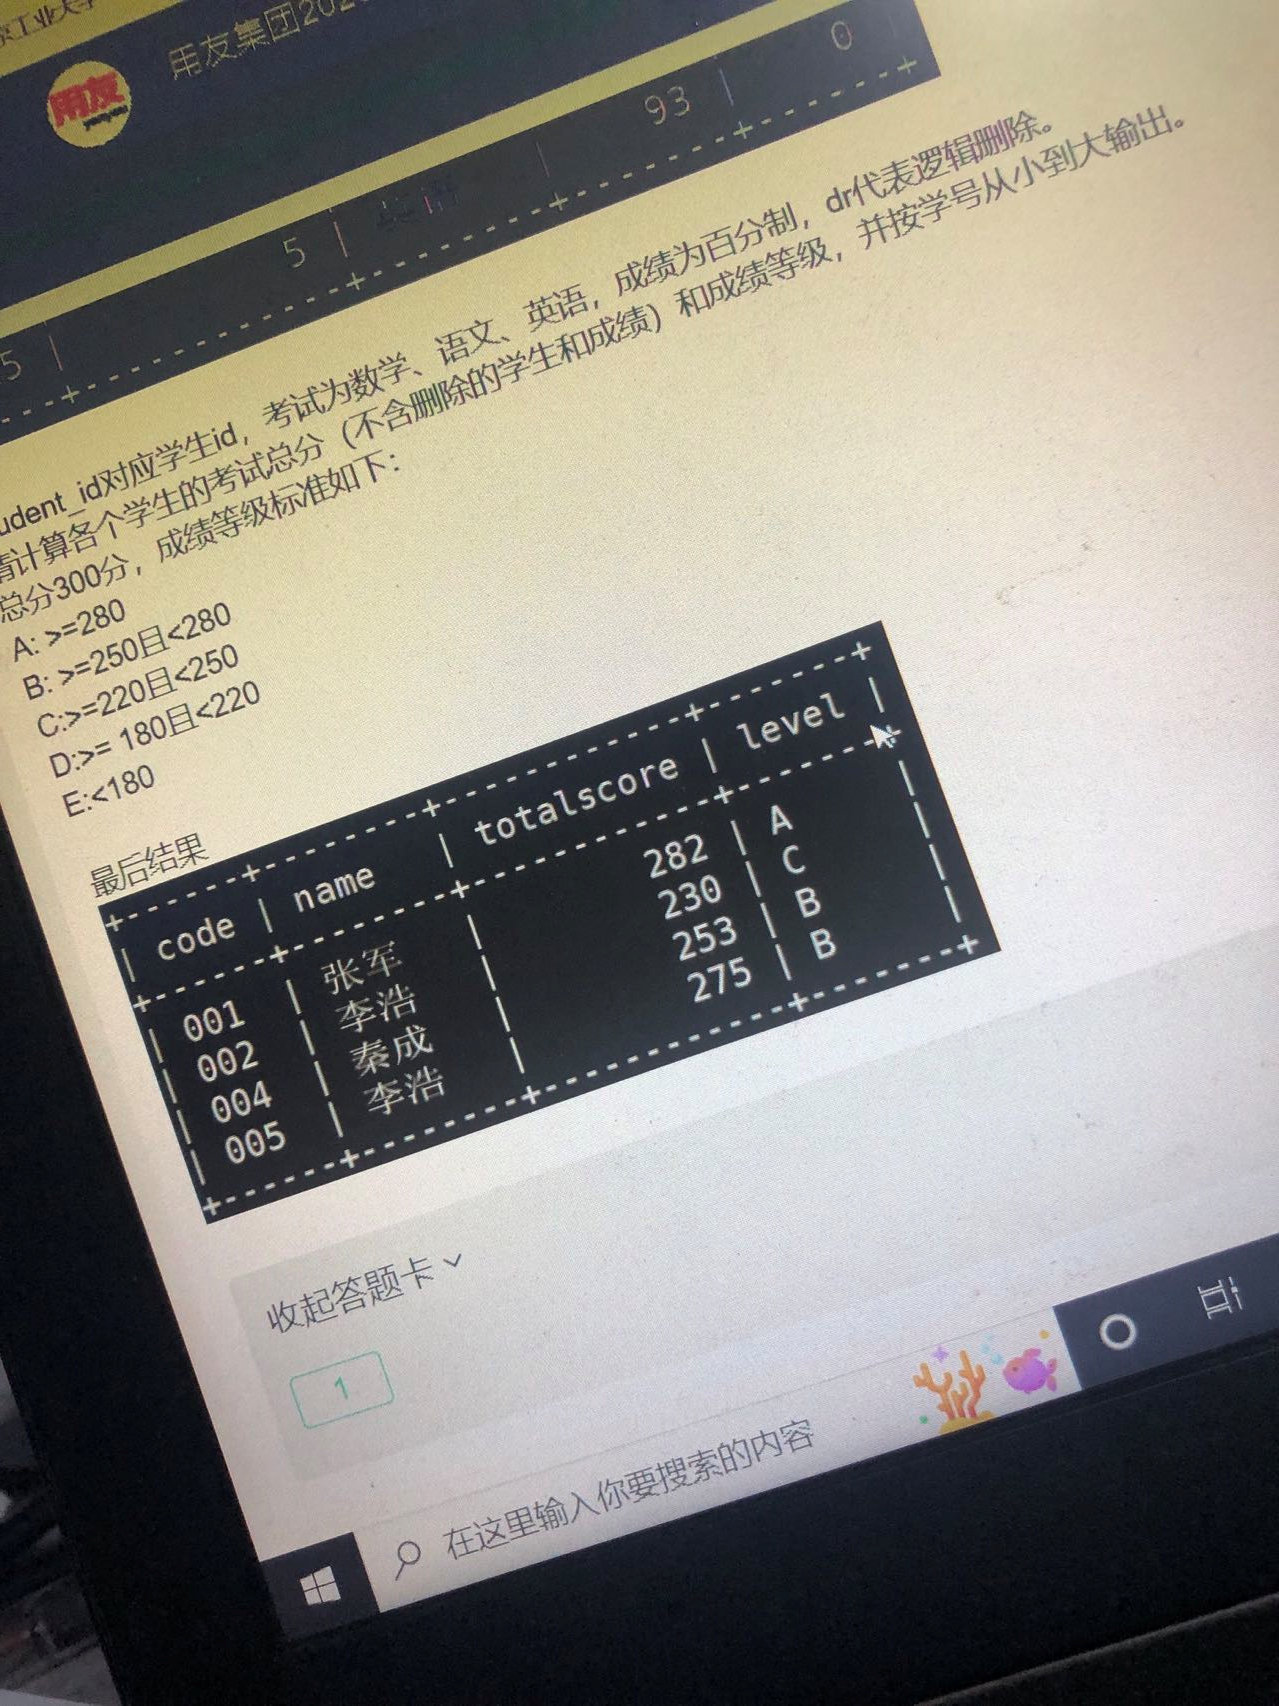 用友集团202
93 | 0
5 | 英语 |
5 |
udent_id对应学生id，考试为数学、语文、英语，成绩为百分制，dr代表逻辑删除。
请计算各个学生的考试总分（不含删除的学生和成绩）和成绩等级，并按学号从小到大输出。
总分300分，成绩等级标准如下：
A: >=280
B: >=250且<280
C:>=220且<250
D:>= 180且<220
E:<180
最后结果
+------+--------+------------+-------+
| code | name | totalscore | level |
+------+--------+------------+-------+
| 001 | 张军 | 282 | A |
| 002 | 李浩 | 230 | C |
| 004 | 秦成 | 253 | B |
| 005 | 李浩 | 275 | B |
+------+--------+------------+-------+
收起答题卡
1
在这里输入你要搜索的内容